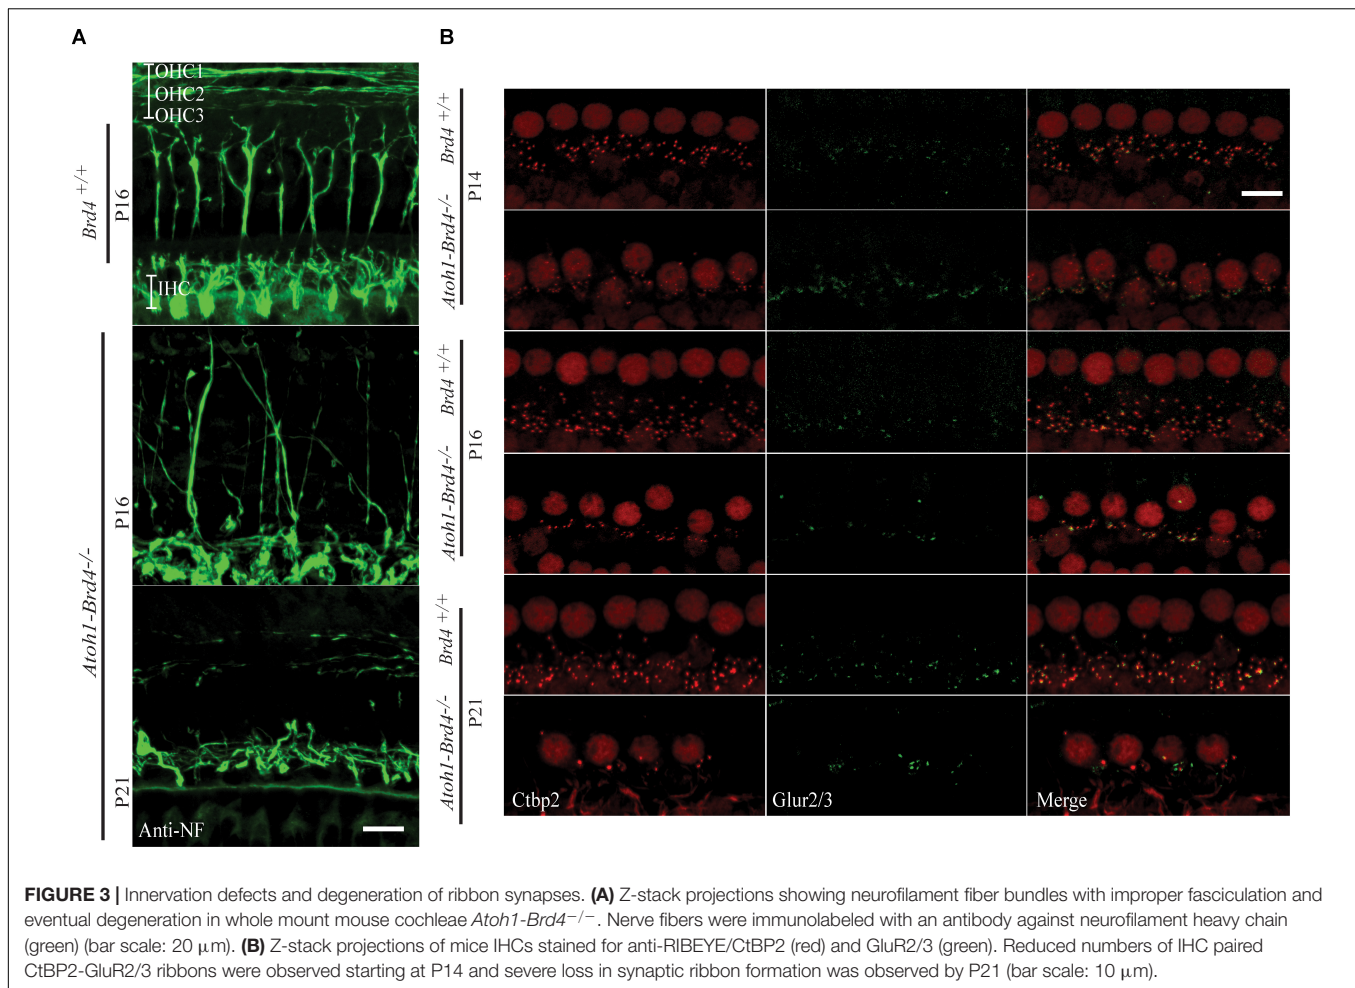 A
OHC1
OHC2
OHC3
Brd4 +/+
P16
IHC
Atoh1-Brd4-/-
P16
P21
Anti-NF
B
Brd4 +/+
Atoh1-Brd4-/-
P14
Brd4 +/+
Atoh1-Brd4-/-
P16
Brd4 +/+
Atoh1-Brd4-/-
P21
Ctbp2
Glur2/3
Merge
FIGURE 3 | Innervation defects and degeneration of ribbon synapses. (A) Z-stack projections showing neurofilament fiber bundles with improper fasciculation and
eventual degeneration in whole mount mouse cochleae Atoh1-Brd4−/−. Nerve fibers were immunolabeled with an antibody against neurofilament heavy chain
(green) (bar scale: 20 μm). (B) Z-stack projections of mice IHCs stained for anti-RIBEYE/CtBP2 (red) and GluR2/3 (green). Reduced numbers of IHC paired
CtBP2-GluR2/3 ribbons were observed starting at P14 and severe loss in synaptic ribbon formation was observed by P21 (bar scale: 10 μm).